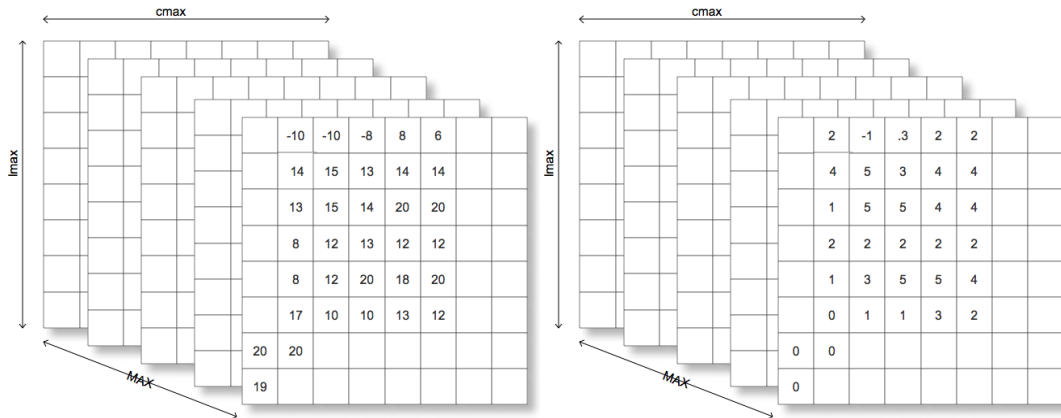 cmax cmax
lmax lmax
-10 -10 -8 8 6 2 -1 .3 2 2
14 15 13 14 14 4 5 3 4 4
13 15 14 20 20 1 5 5 4 4
8 12 13 12 12 2 2 2 2 2
8 12 20 18 20 1 3 5 5 4
17 10 10 13 12 0 1 1 3 2
20 20 0 0
19 0
MAX MAX